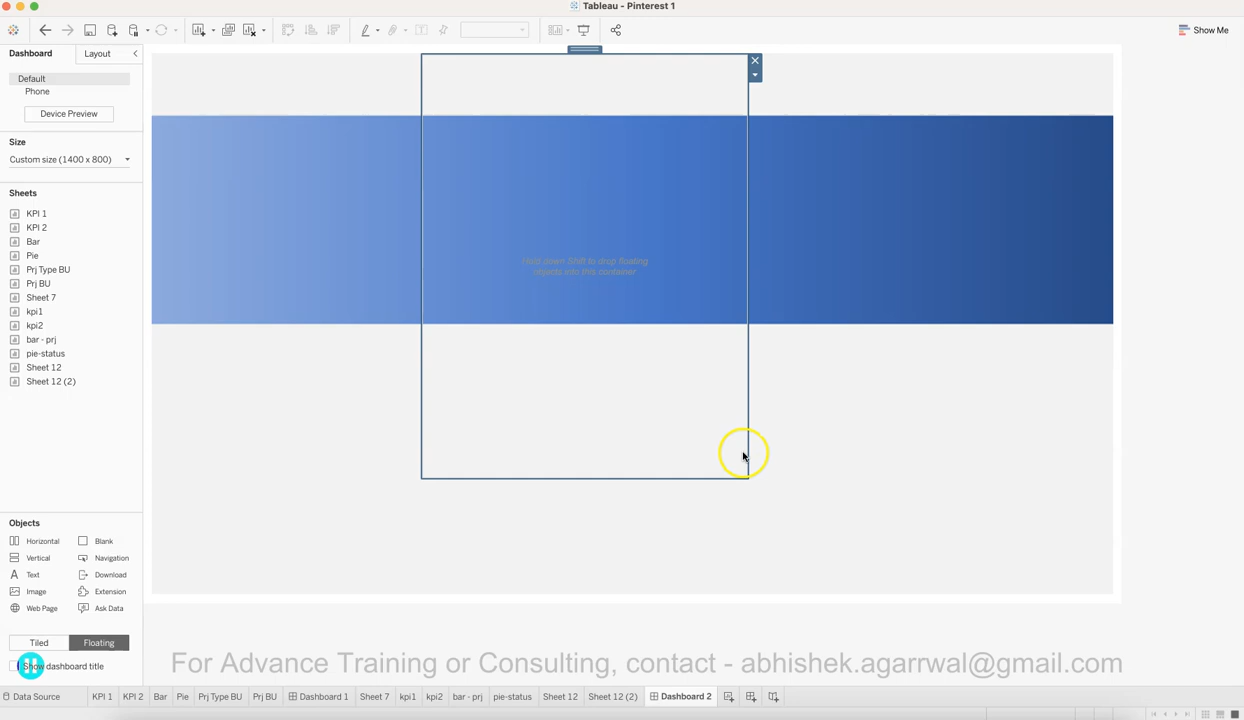 Tableau - Pinterest 1
Show Me
Dashboard
Layout
Default
Phone
Device Preview
Size
Custom size (1400 x 800)
Sheets
KPI 1
KPI 2
Bar
Pie
Prj Type BU
Prj BU
Sheet 7
kpi1
kpi2
bar - prj
pie-status
Sheet 12
Sheet 12 (2)
Hold down Shift to drop floating
objects into this container
Objects
Horizontal
Blank
Vertical
Navigation
Text
Download
Image
Extension
Web Page
Ask Data
Tiled
Floating
Show dashboard title
For Advance Training or Consulting, contact - abhishek.agarrwal@gmail.com
Data Source
KPI 1
KPI 2
Bar
Pie
Prj Type BU
Prj BU
Dashboard 1
Sheet 7
kpi1
kpi2
bar - prj
pie-status
Sheet 12
Sheet 12 (2)
Dashboard 2